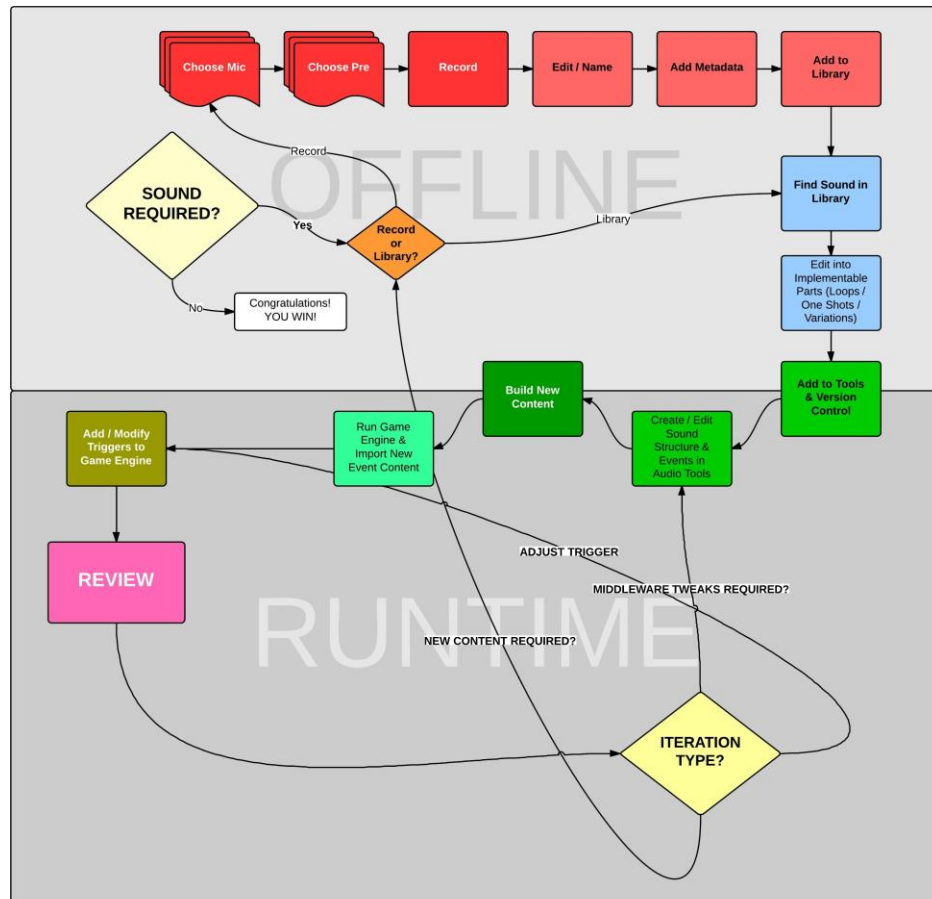 Choose Mic
Choose Pre
Record
Edit / Name
Add Metadata
Add to
Library
OFFLINE
Record
SOUND
REQUIRED?
Yes
Record
or
Library?
Library
Find Sound in
Library
No
Congratulations!
YOU WIN!
Edit into
Implementable
Parts (Loops /
One Shots /
Variations)
Build New
Content
Add to Tools
& Version
Control
Add / Modify
Triggers to
Game Engine
Run Game
Engine &
Import New
Event Content
Create / Edit
Sound
Structure &
Events in
Audio Tools
ADJUST TRIGGER
REVIEW
MIDDLEWARE TWEAKS REQUIRED?
RUNTIME
NEW CONTENT REQUIRED?
ITERATION
TYPE?